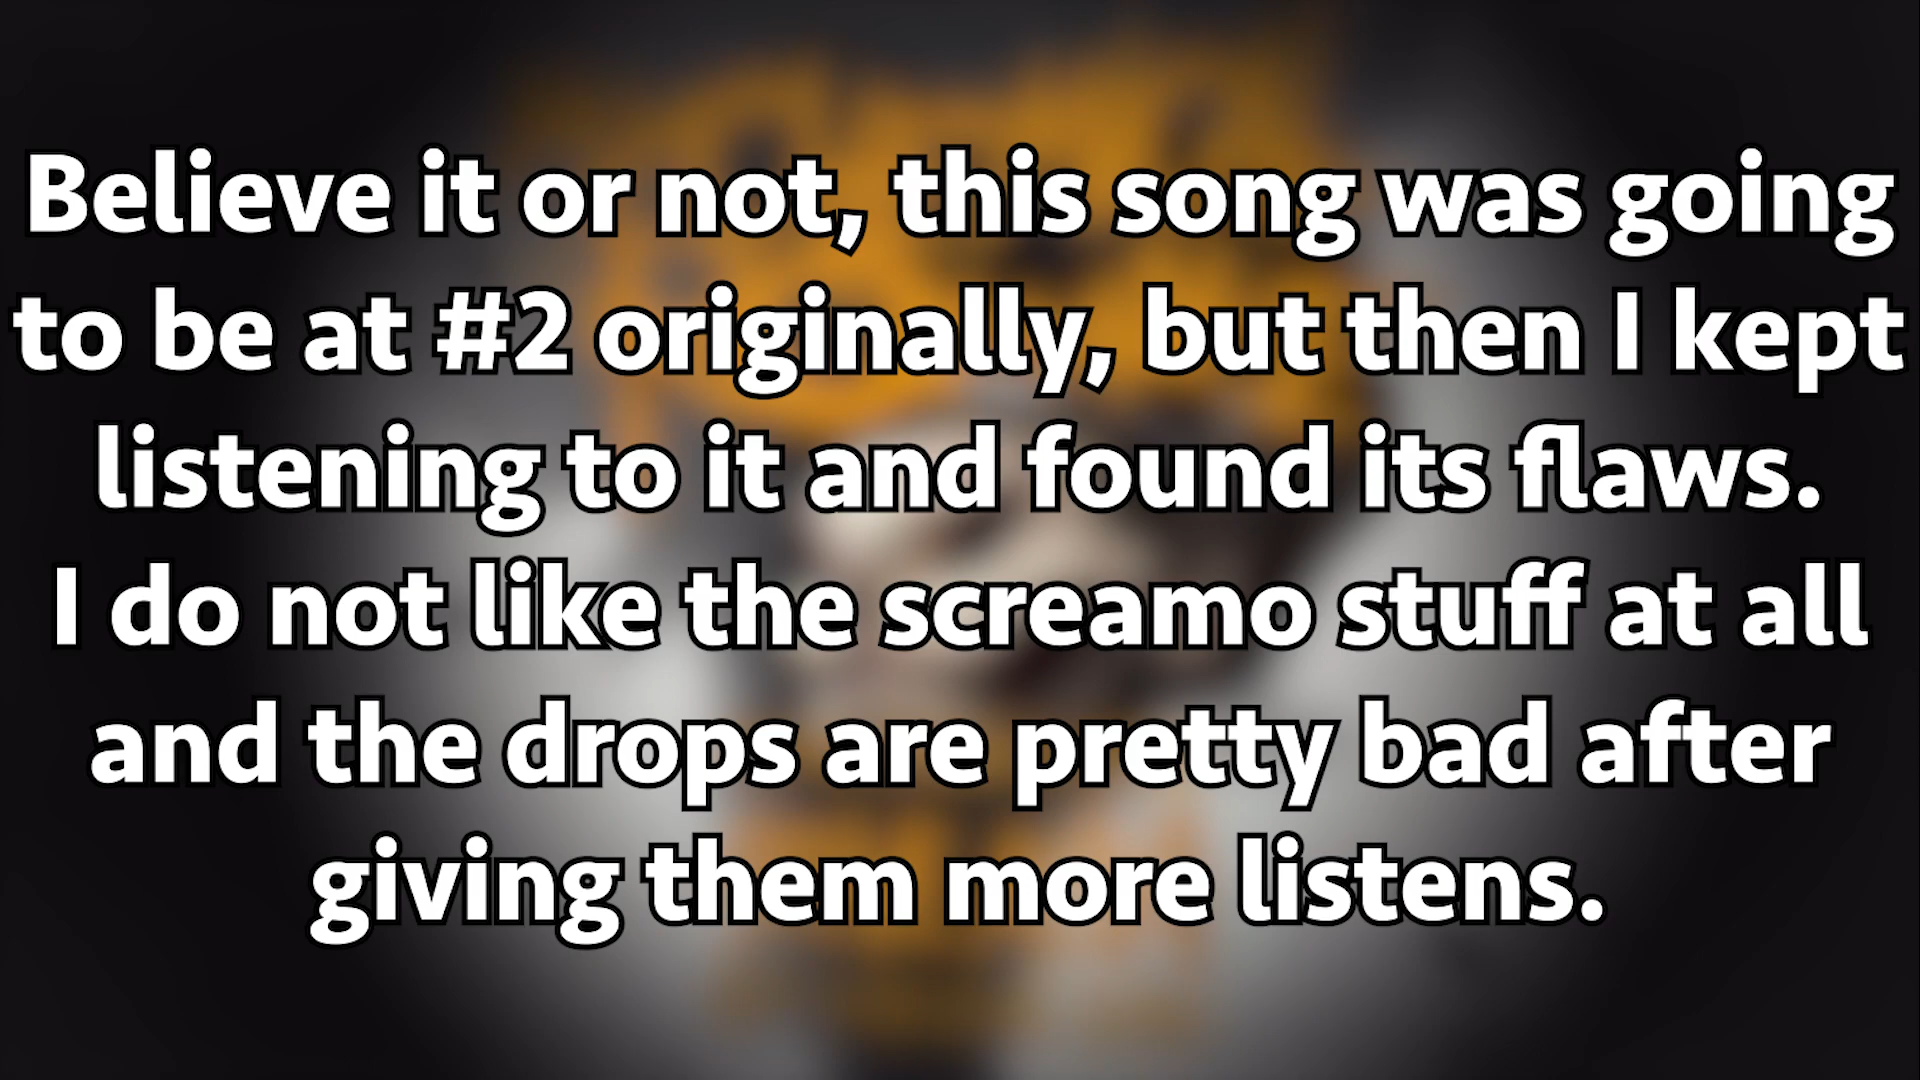 Believe it or not, this song was going
to be at #2 originally, but then I kept
listening to it and found its flaws.
I do not like the screamo stuff at all
and the drops are pretty bad after
giving them more listens.